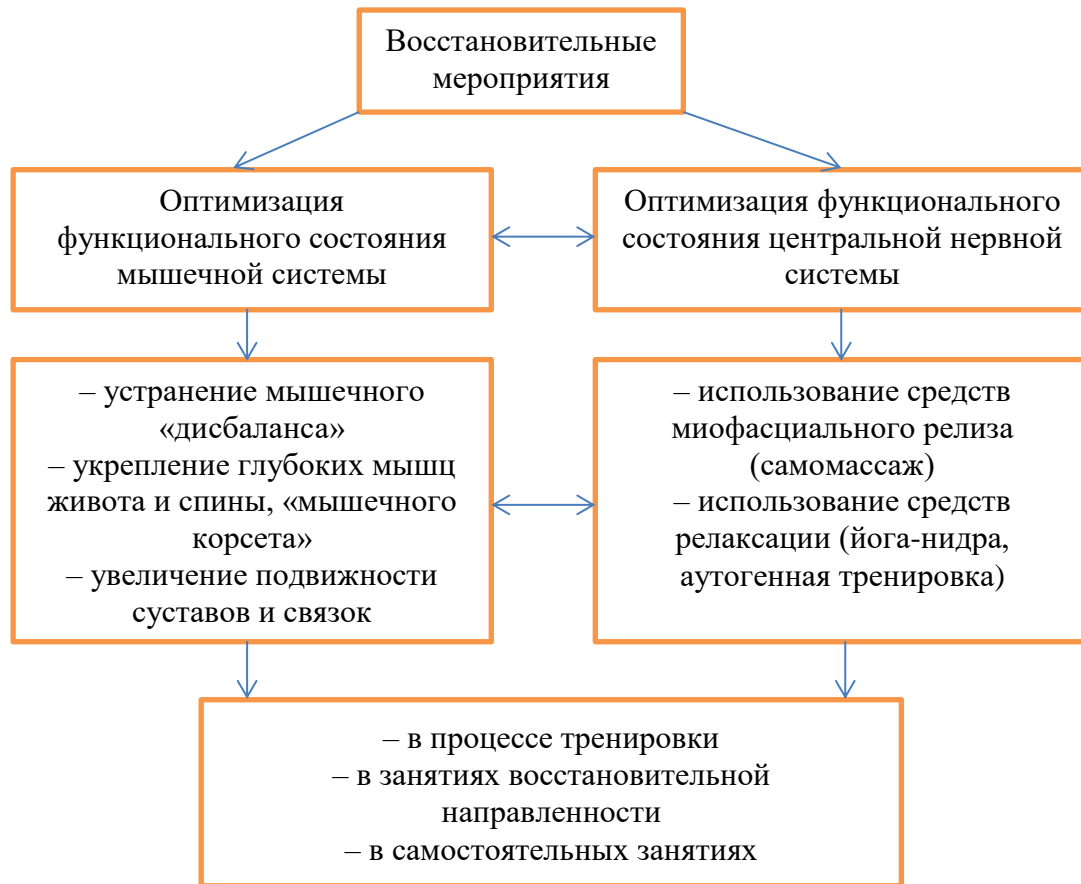 Восстановительные
мероприятия
Оптимизация
функционального состояния
мышечной системы
Оптимизация функционального
состояния центральной нервной
системы
– устранение мышечного
«дисбаланса»
– укрепление глубоких мышц
живота и спины, «мышечного
корсета»
– увеличение подвижности
суставов и связок
– использование средств
миофасциального релиза
(самомассаж)
– использование средств
релаксации (йога-нидра,
аутогенная тренировка)
– в процессе тренировки
– в занятиях восстановительной
направленности
– в самостоятельных занятиях